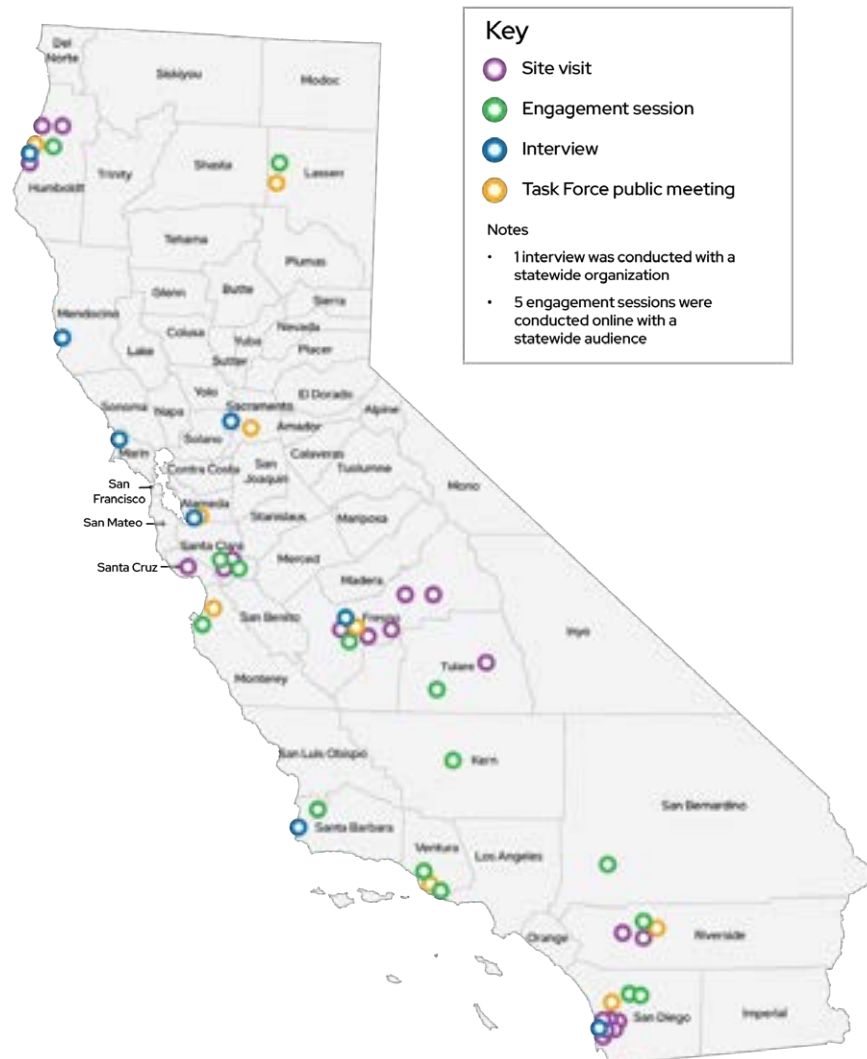 Key
Site visit
Engagement session
Interview
Task Force public meeting
Notes
• 1 interview was conducted with a
statewide organization
• 5 engagement sessions were
conducted online with a
statewide audience
Del
Norte
Siskiyou
Modoc
Humboldt
Trinity
Shasta
Lassen
Tehama
Plumas
Mendocino
Glenn
Butte
Sierra
Lake
Colusa
Yuba
Nevada
Sutter
Placer
Sonoma
Napa
Yolo
Sacramento
El Dorado
Alpine
Solano
Amador
Marin
Contra Costa
San
Joaquin
Calaveras
Tuolumne
Mono
San
Francisco
Alameda
San Mateo
Stanislaus
Mariposa
Santa Clara
Santa Cruz
Merced
Madera
San Benito
Fresno
Inyo
Monterey
Tulare
San Luis Obispo
Kern
San Bernardino
Santa Barbara
Ventura
Los Angeles
Orange
Riverside
San Diego
Imperial